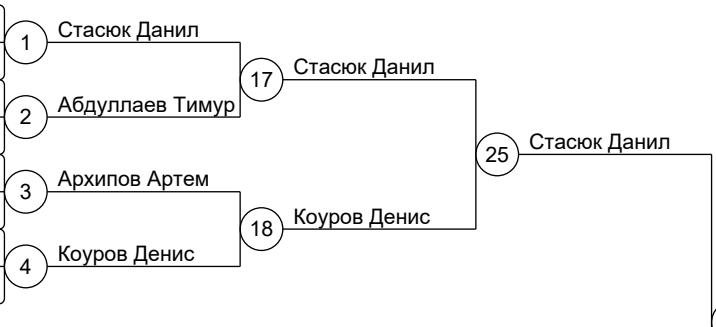 1
Стасюк Данил
17
Стасюк Данил
2
Абдуллаев Тимур
25
Стасюк Данил
3
Архипов Артем
18
Коуров Денис
4
Коуров Денис